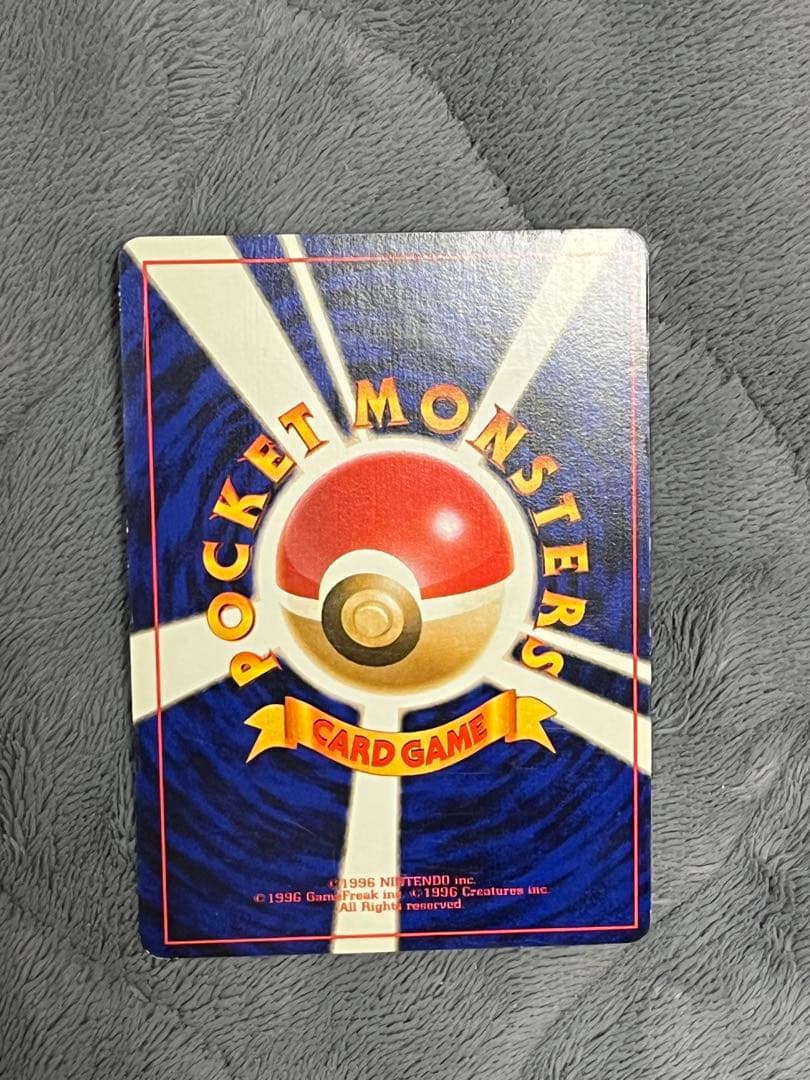 POCKET MONSTERS
CARD GAME
©1996 NINTENDO inc.
©1996 GameFreak inc. ©1996 Creatures inc.
All Rights reserved.